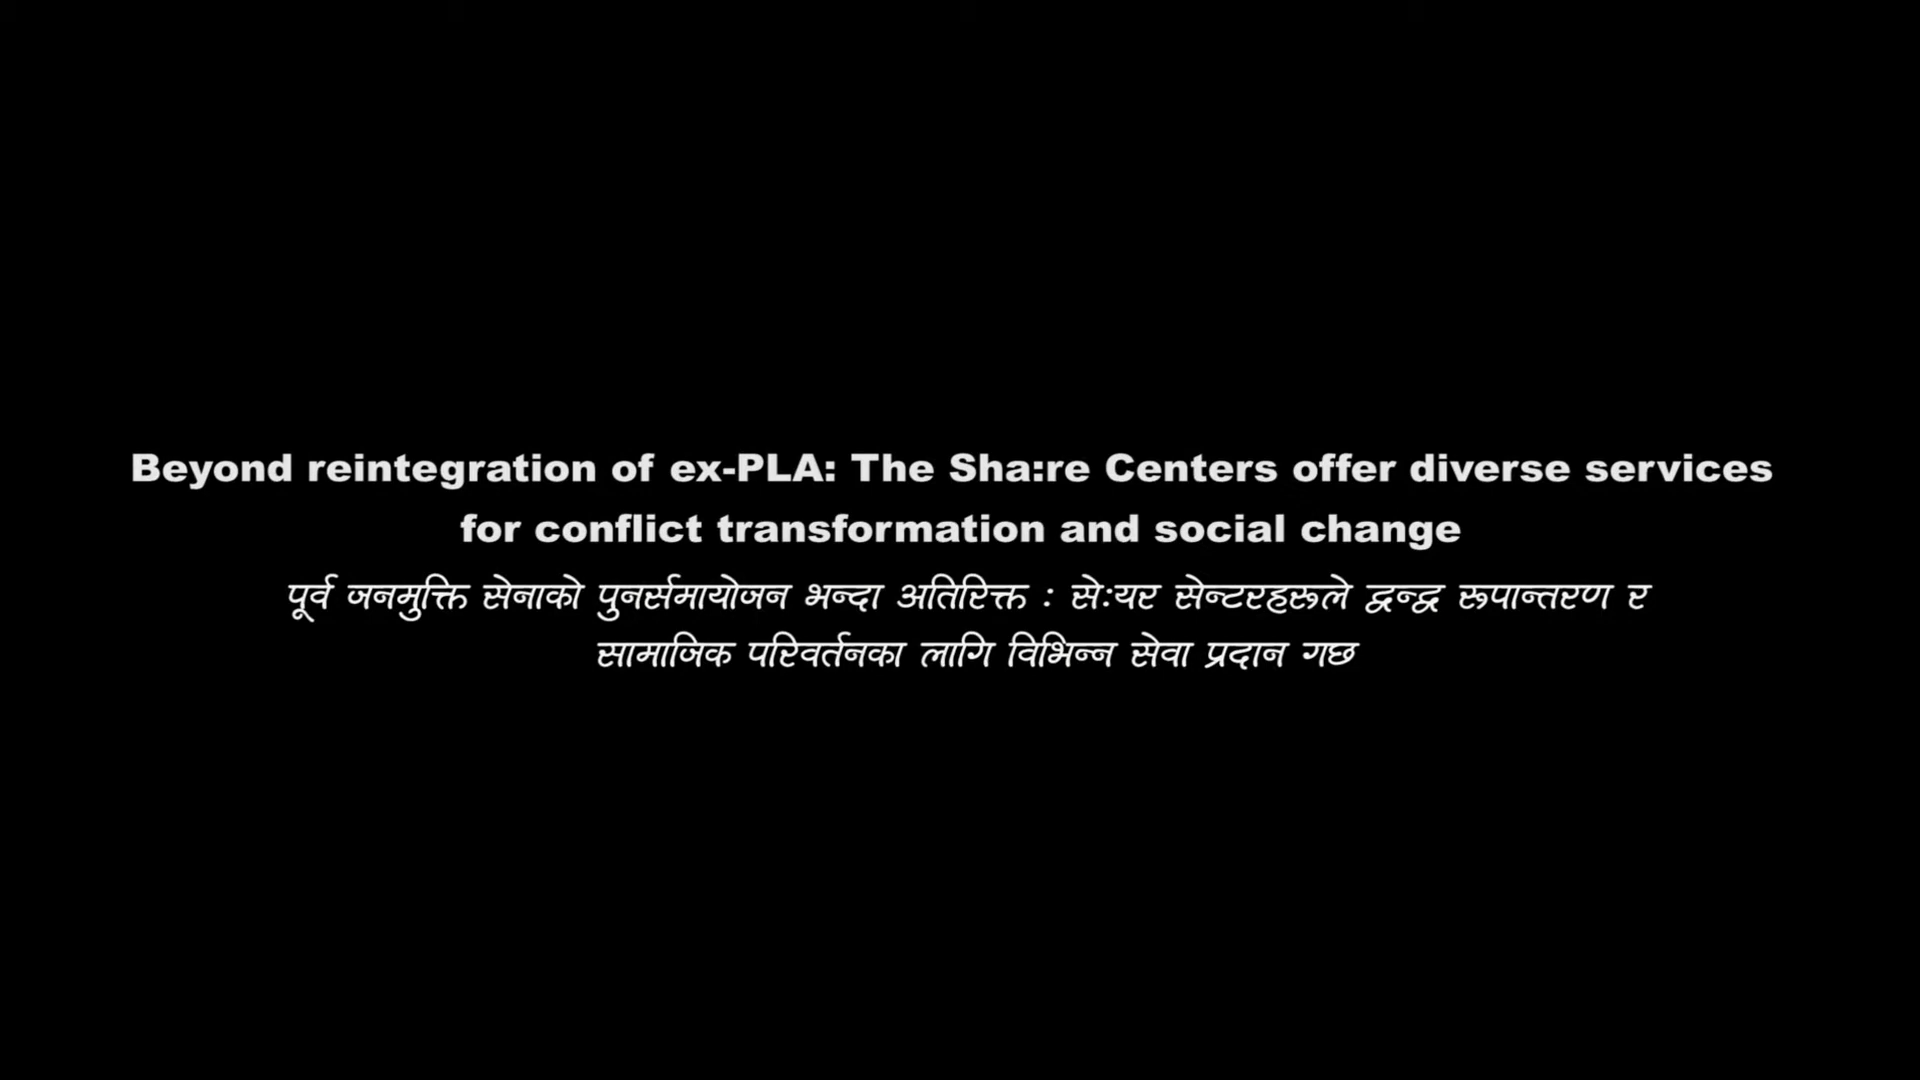 Beyond reintegration of ex-PLA: The Sha:re Centers offer diverse services
for conflict transformation and social change
पूर्व जनमुक्ति सेनाको पुनर्समायोजन भन्दा अतिरिक्त : से:यर सेन्टरहरूले द्वन्द्व रूपान्तरण र
सामाजिक परिवर्तनका लागि विभिन्न सेवा प्रदान गछ